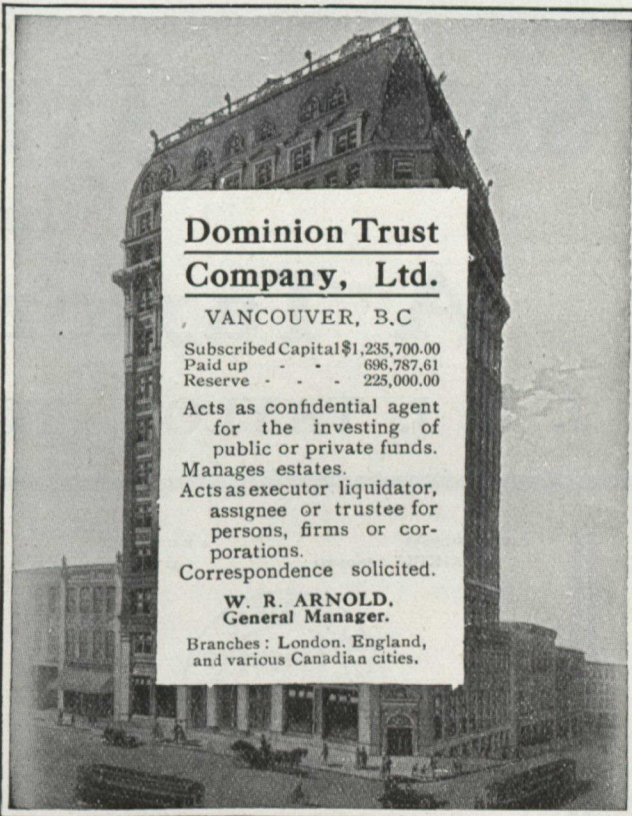 Dominion Trust
Company, Ltd.
VANCOUVER, B.C
Subscribed Capital $1,235,700.00
Paid up - - 696,787,61
Reserve - - - 225,000.00
Acts as confidential agent
for the investing of
public or private funds.
Manages estates.
Acts as executor liquidator,
assignee or trustee for
persons, firms or cor-
porations.
Correspondence solicited.
W. R. ARNOLD.
General Manager.
Branches: London. England,
and various Canadian cities.